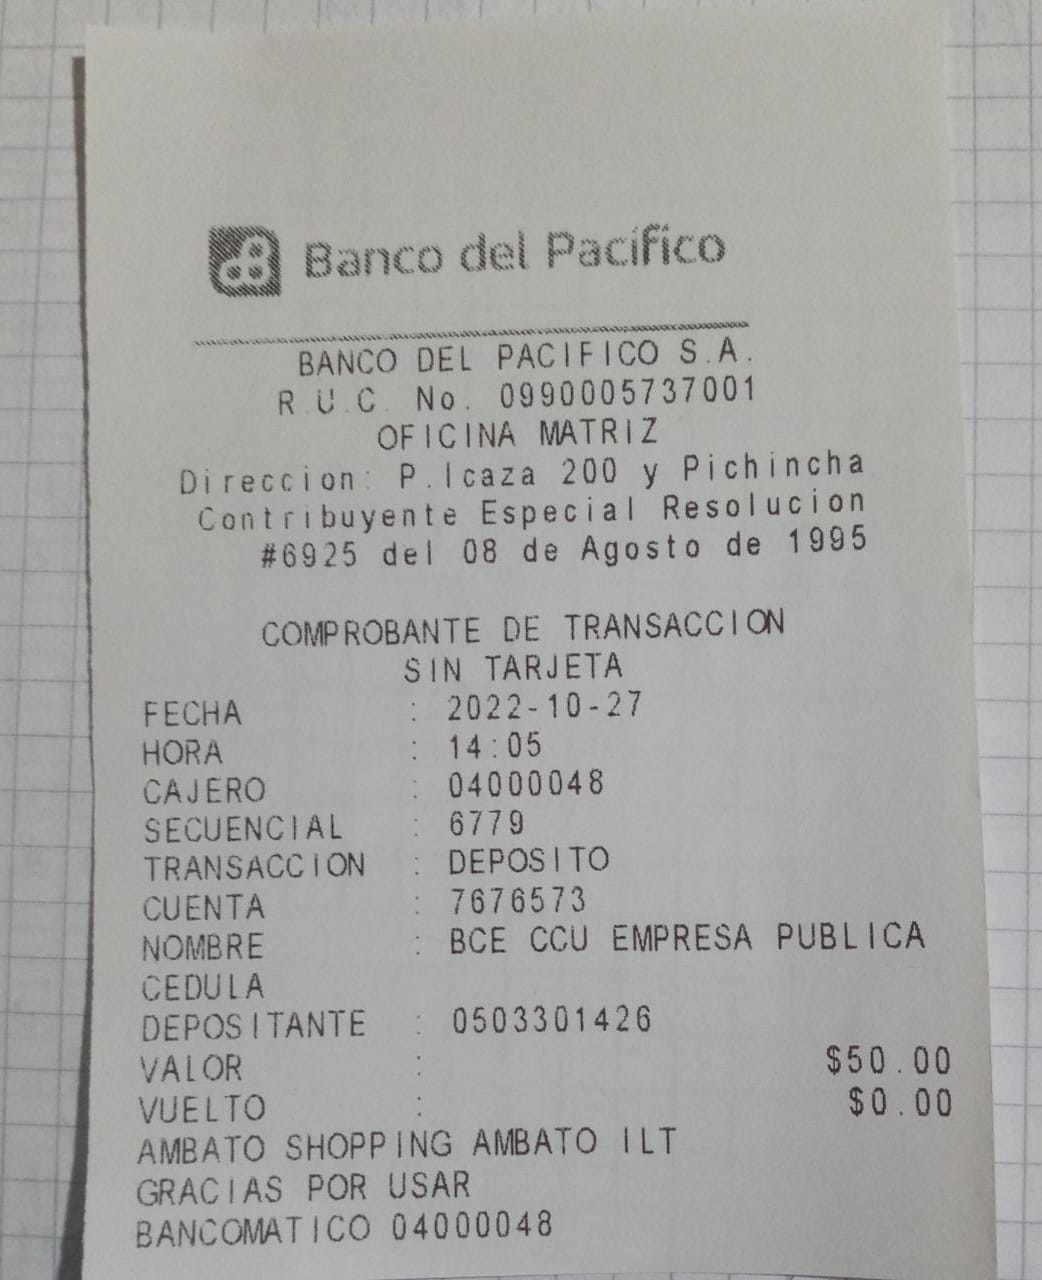 Banco del Pacífico
BANCO DEL PACIFICO S.A.
R.U.C. No. 0990005737001
OFICINA MATRIZ
Direccion: P.Icaza 200 y Pichincha
Contribuyente Especial Resolucion
#6925 del 08 de Agosto de 1995
COMPROBANTE DE TRANSACCION
SIN TARJETA
FECHA : 2022-10-27
HORA : 14:05
CAJERO : 04000048
SECUENCIAL : 6779
TRANSACCION : DEPOSITO
CUENTA : 7676573
NOMBRE : BCE CCU EMPRESA PUBLICA
CEDULA
DEPOSITANTE : 0503301426
VALOR : $50.00
VUELTO : $0.00
AMBATO SHOPPING AMBATO ILT
GRACIAS POR USAR
BANCOMATICO 04000048